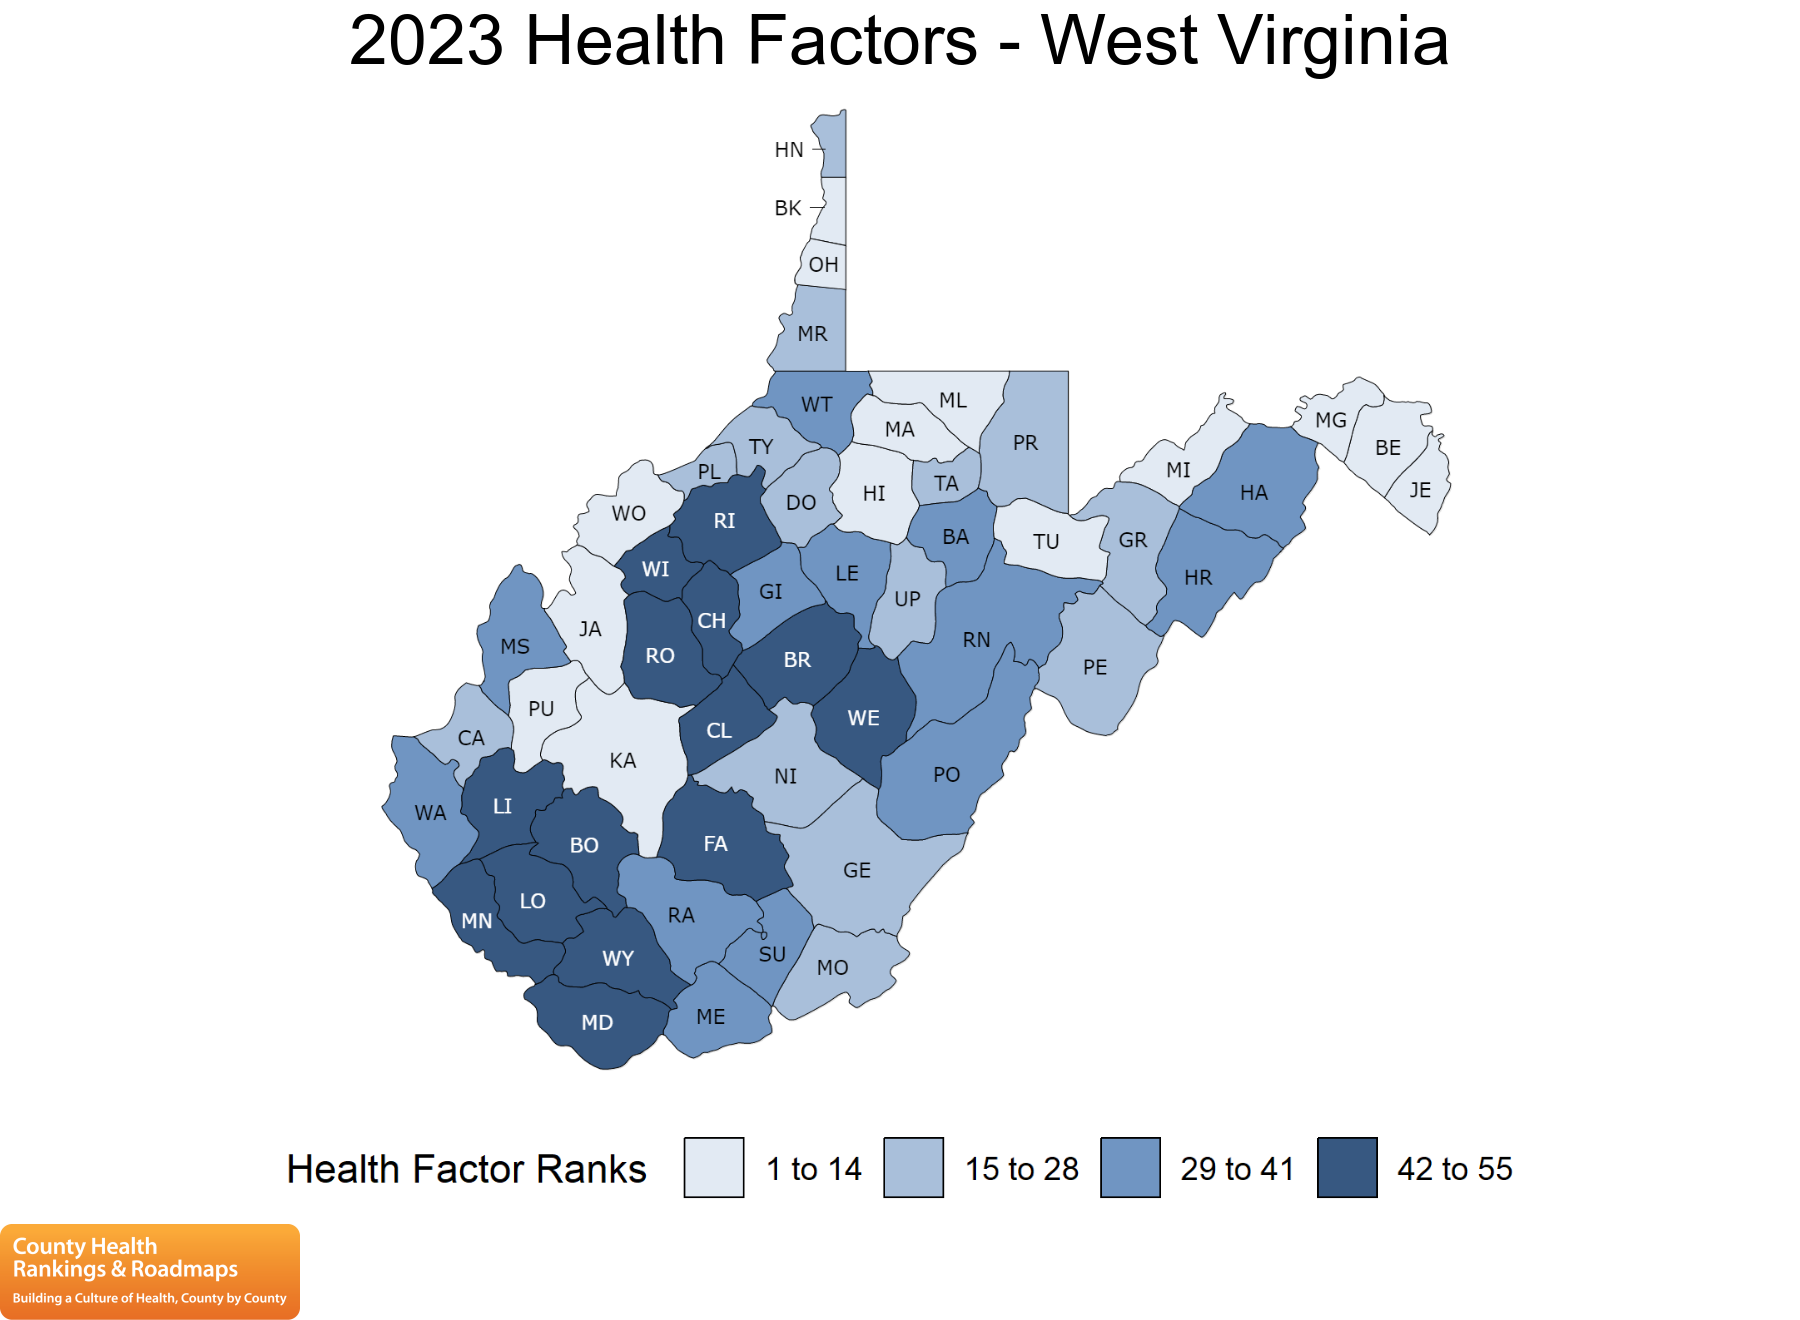 2023 Health Factors - West Virginia
HN
BK
OH
MR
WT
ML
MA
TY
PR
MG
BE
PL
MI
WO
RI
DO
HI
TA
HA
JE
WI
GI
LE
BA
TU
GR
HR
JA
CH
UP
MS
RO
BR
RN
PE
PU
CL
WE
CA
KA
NI
PO
WA
LI
BO
FA
GE
LO
MN
RA
WY
SU
MO
MD
ME
Health Factor Ranks 1 to 14 15 to 28 29 to 41 42 to 55
County Health
Rankings & Roadmaps
Building a Culture of Health, County by County